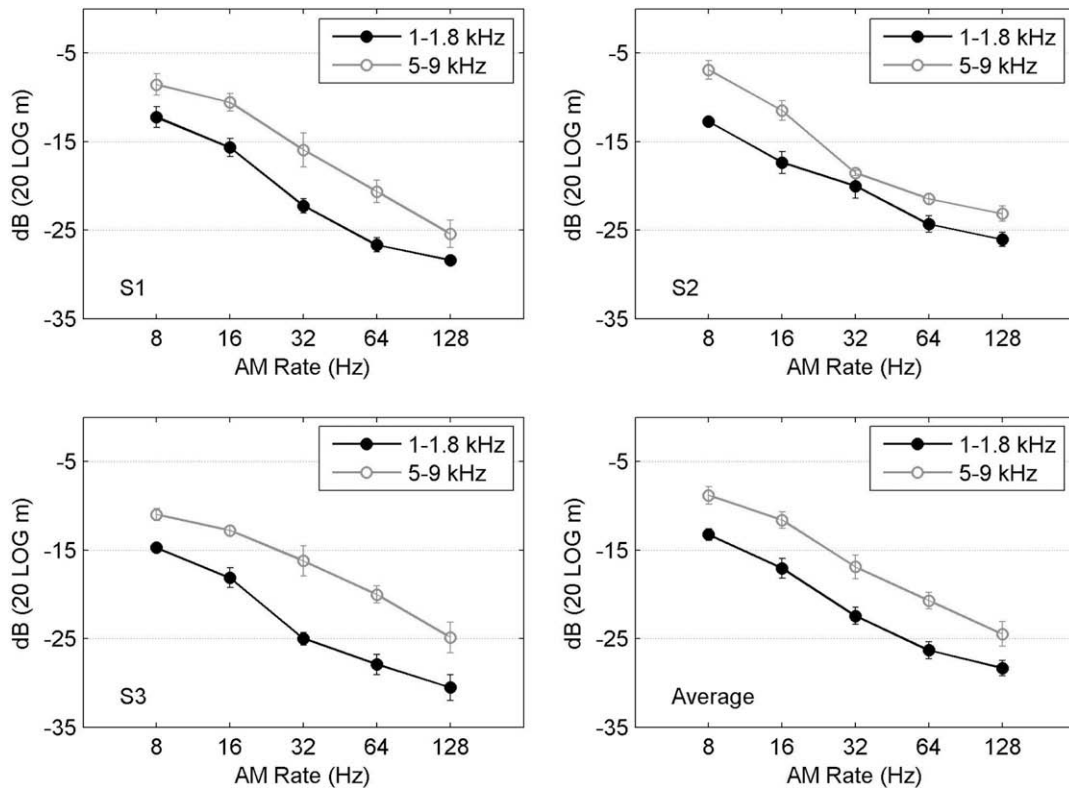 1-1.8 kHz
5-9 kHz
-5
-15
-25
-35
dB (20 LOG m)
S1
8 16 32 64 128
AM Rate (Hz)
1-1.8 kHz
5-9 kHz
-5
-15
-25
-35
dB (20 LOG m)
S2
8 16 32 64 128
AM Rate (Hz)
1-1.8 kHz
5-9 kHz
-5
-15
-25
-35
dB (20 LOG m)
S3
8 16 32 64 128
AM Rate (Hz)
1-1.8 kHz
5-9 kHz
-5
-15
-25
-35
dB (20 LOG m)
Average
8 16 32 64 128
AM Rate (Hz)